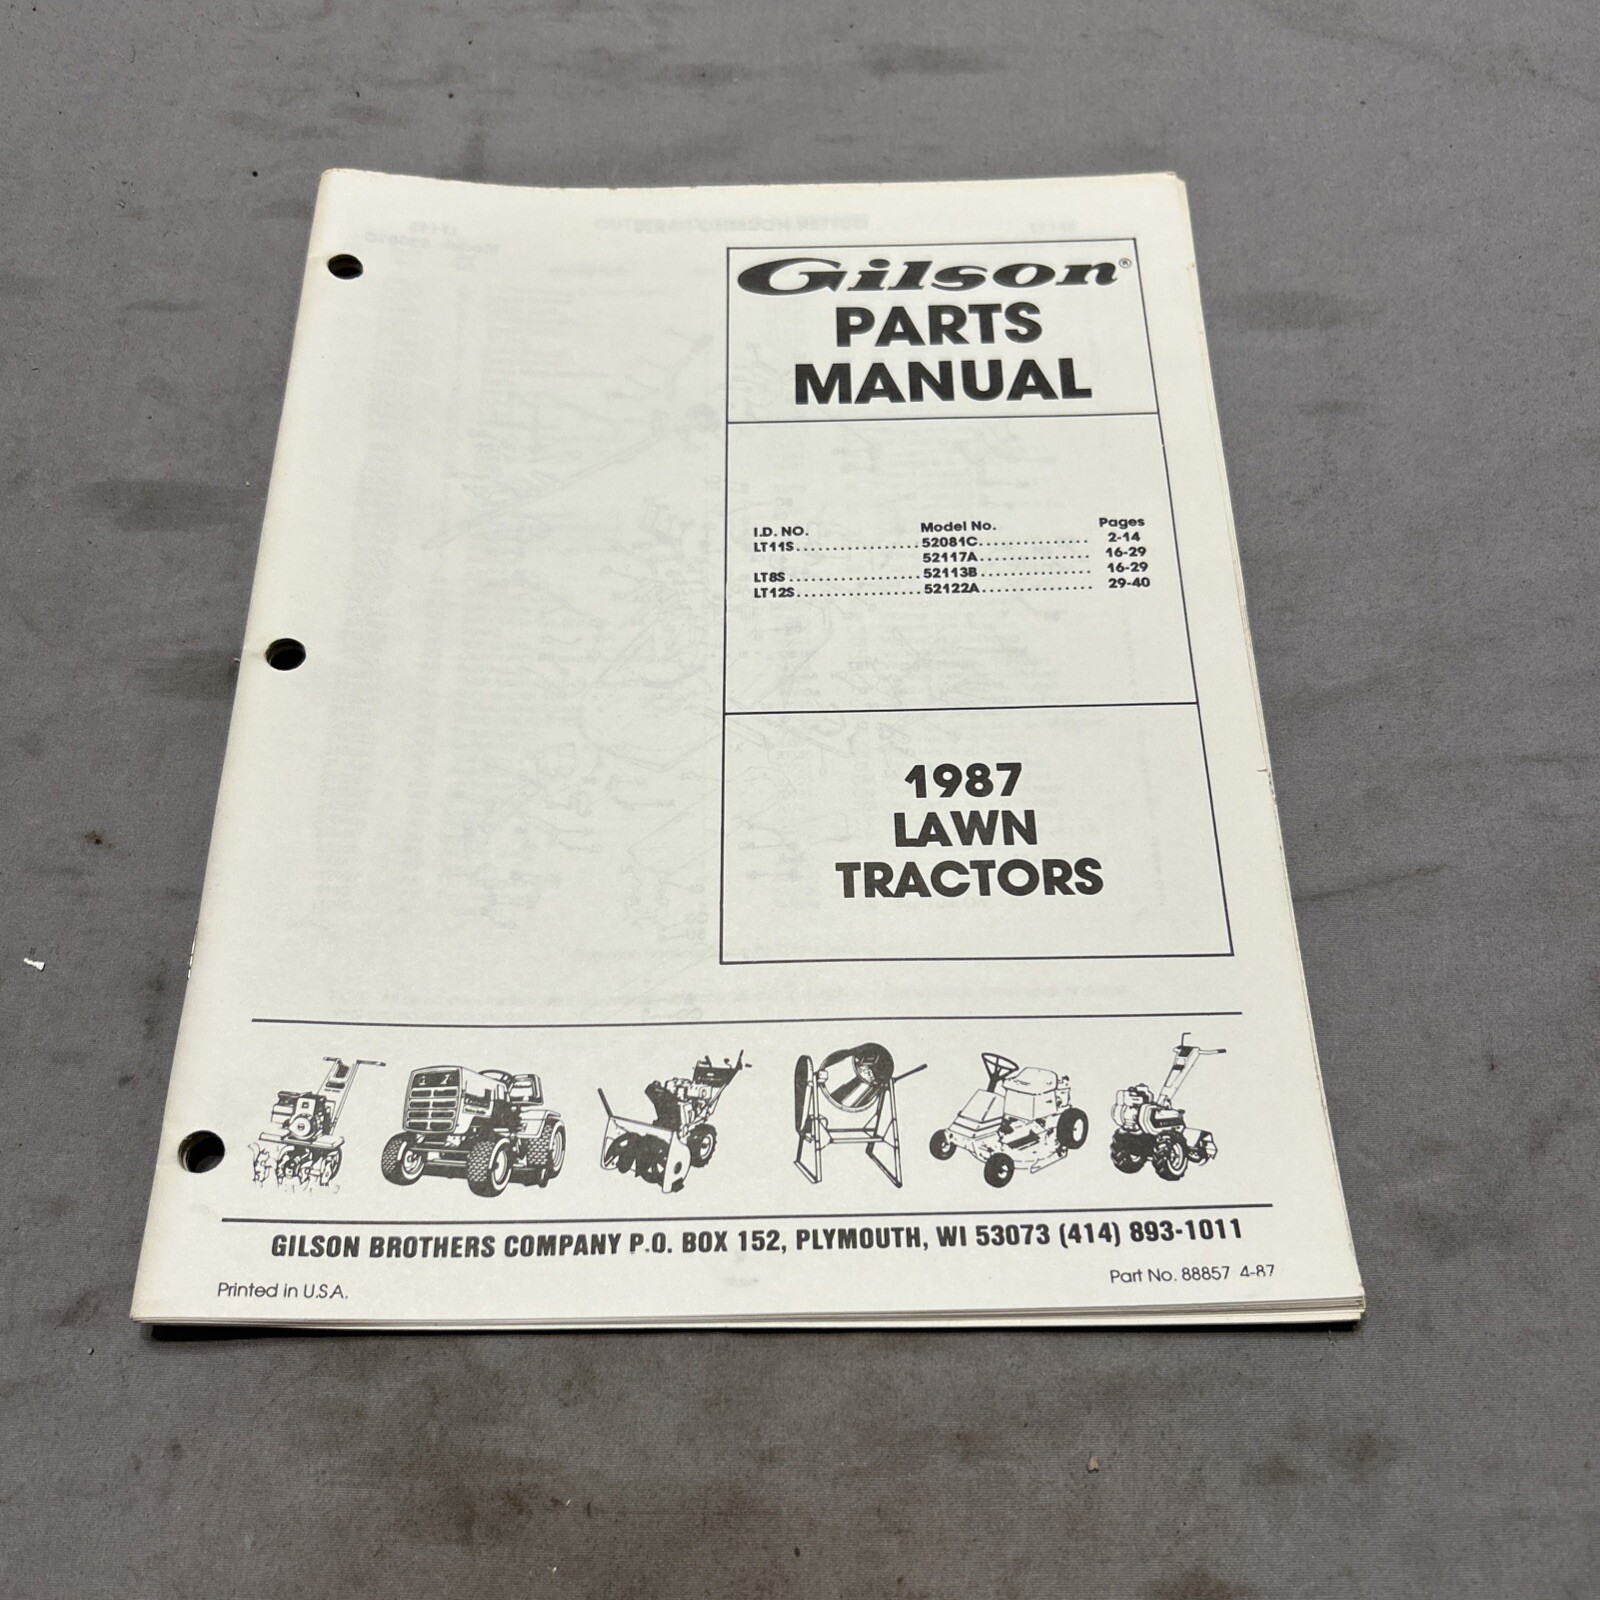 Gilson®
PARTS
MANUAL
I.D. NO. Model No. Pages
LT11S....................52081C............... 2-14
52117A............... 16-29
LT8S....................52113B............... 16-29
LT12S....................52122A............... 29-40
1987
LAWN
TRACTORS
GILSON BROTHERS COMPANY P.O. BOX 152, PLYMOUTH, WI 53073 (414) 893-1011
Printed in U.S.A.
Part No. 88857 4-87